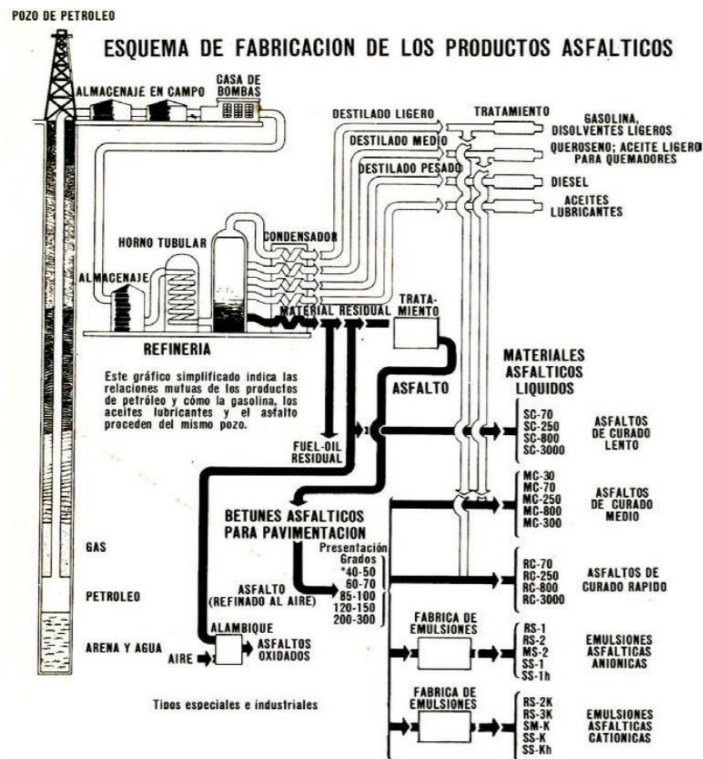 POZO DE PETROLEO
ESQUEMA DE FABRICACION DE LOS PRODUCTOS ASFALTICOS
ALMACENAJE EN CAMPO
CASA DE
BOMBAS
DESTILADO LIGERO
DESTILADO MEDIO
DESTILADO PESADO
TRATAMIENTO
GASOLINA,
DISOLVENTES LIGEROS
QUEROSENO; ACEITE LIGERO
PARA QUEMADORES
DIESEL
ACEITES
LUBRICANTES
HORNO TUBULAR
CONDENSADOR
ALMACENAJE
MATERIAL RESIDUAL
TRATA-
MIENTO
REFINERIA
Este gráfico simplificado indica las
relaciones mutuas de los productos
de petróleo y cómo la gasolina, los
aceites lubricantes y el asfalto
proceden del mismo pozo.
ASFALTO
FUEL-OIL
RESIDUAL
MATERIALES
ASFALTICOS
LIQUIDOS
SC-70
SC-250
SC-800
SC-3000
ASFALTOS
DE CURADO
LENTO
MC-30
MC-70
MC-250
MC-800
MC-300
ASFALTOS
DE CURADO
MEDIO
BETUNES ASFALTICOS
PARA PAVIMENTACION
Presentación
Grados
*40-50
60-70
85-100
120-150
200-300
RC-70
RC-250
RC-800
RC-3000
ASFALTOS DE
CURADO RAPIDO
GAS
PETROLEO
ARENA Y AGUA
ASFALTO
(REFINADO AL AIRE)
ALAMBIQUE
AIRE
ASFALTOS
OXIDADOS
FABRICA DE
EMULSIONES
RS-1
RS-2
MS-2
SS-1
SS-1h
EMULSIONES
ASFALTICAS
ANIONICAS
Tipos especiales e industriales
FABRICA DE
EMULSIONES
RS-2K
RS-3K
SM-K
SS-K
SS-Kh
EMULSIONES
ASFALTICAS
CATIONICAS